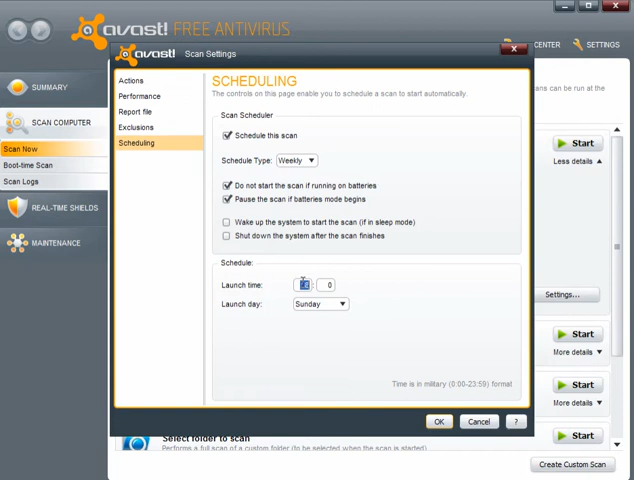 avast! FREE ANTIVIRUS
CENTER
SETTINGS
avast! Scan Settings
SUMMARY
SCAN COMPUTER
Scan Now
Boot-time Scan
Scan Logs
REAL-TIME SHIELDS
MAINTENANCE
Actions
Performance
Report file
Exclusions
Scheduling
SCHEDULING
The controls on this page enable you to schedule a scan to start automatically.
Scan Scheduler
Schedule this scan
Schedule Type: Weekly
Do not start the scan if running on batteries
Pause the scan if batteries mode begins
Wake up the system to start the scan (if in sleep mode)
Shut down the system after the scan finishes
Schedule:
Launch time: : 0
Launch day: Sunday
Time is in military (0:00-23:59) format
OK
Cancel
?
ans can be run at the
Start
Less details
Settings...
Start
More details
Start
More details
Select folder to scan
Performs a full scan of a custom folder (to be selected when the scan is started)
Start
Create Custom Scan